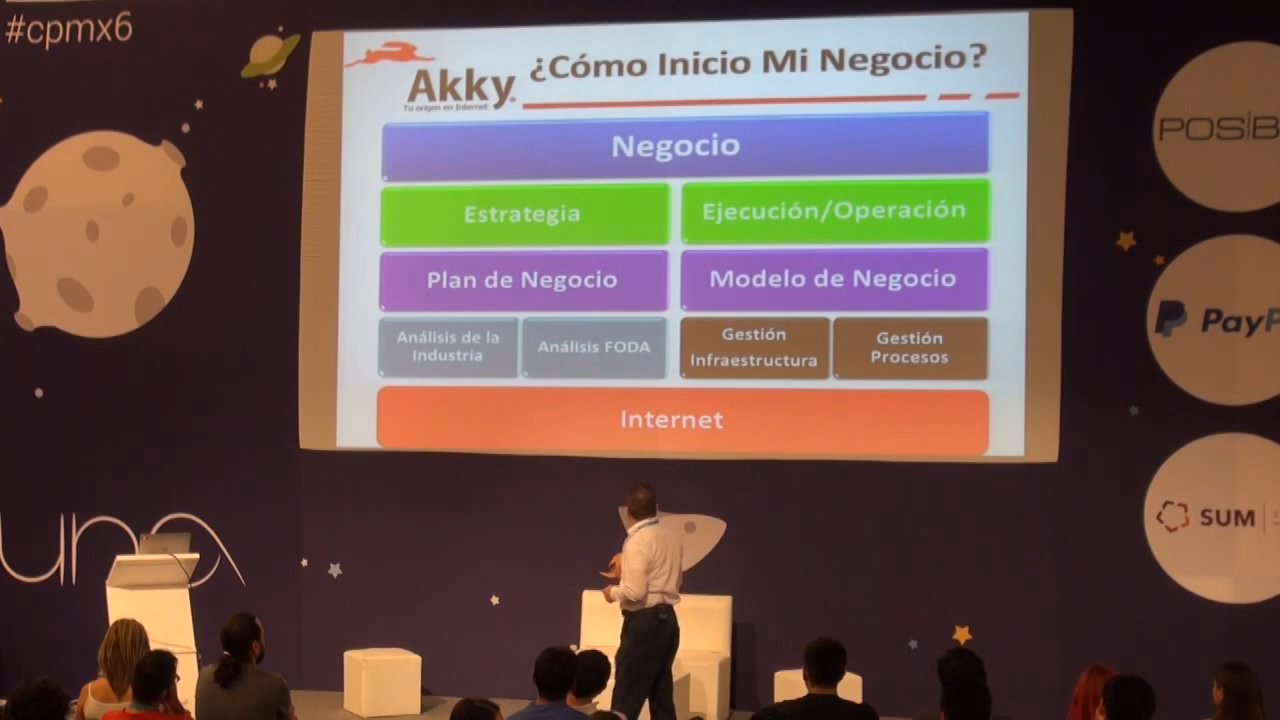 #cpmx6
Akky
Tu origen en Internet
¿Cómo Inicio Mi Negocio?
Negocio
Estrategia
Ejecución/Operación
Plan de Negocio
Modelo de Negocio
Análisis de la
Industria
Análisis FODA
Gestión
Infraestructura
Gestión
Procesos
Internet
POSIB
PayP
SUM
una